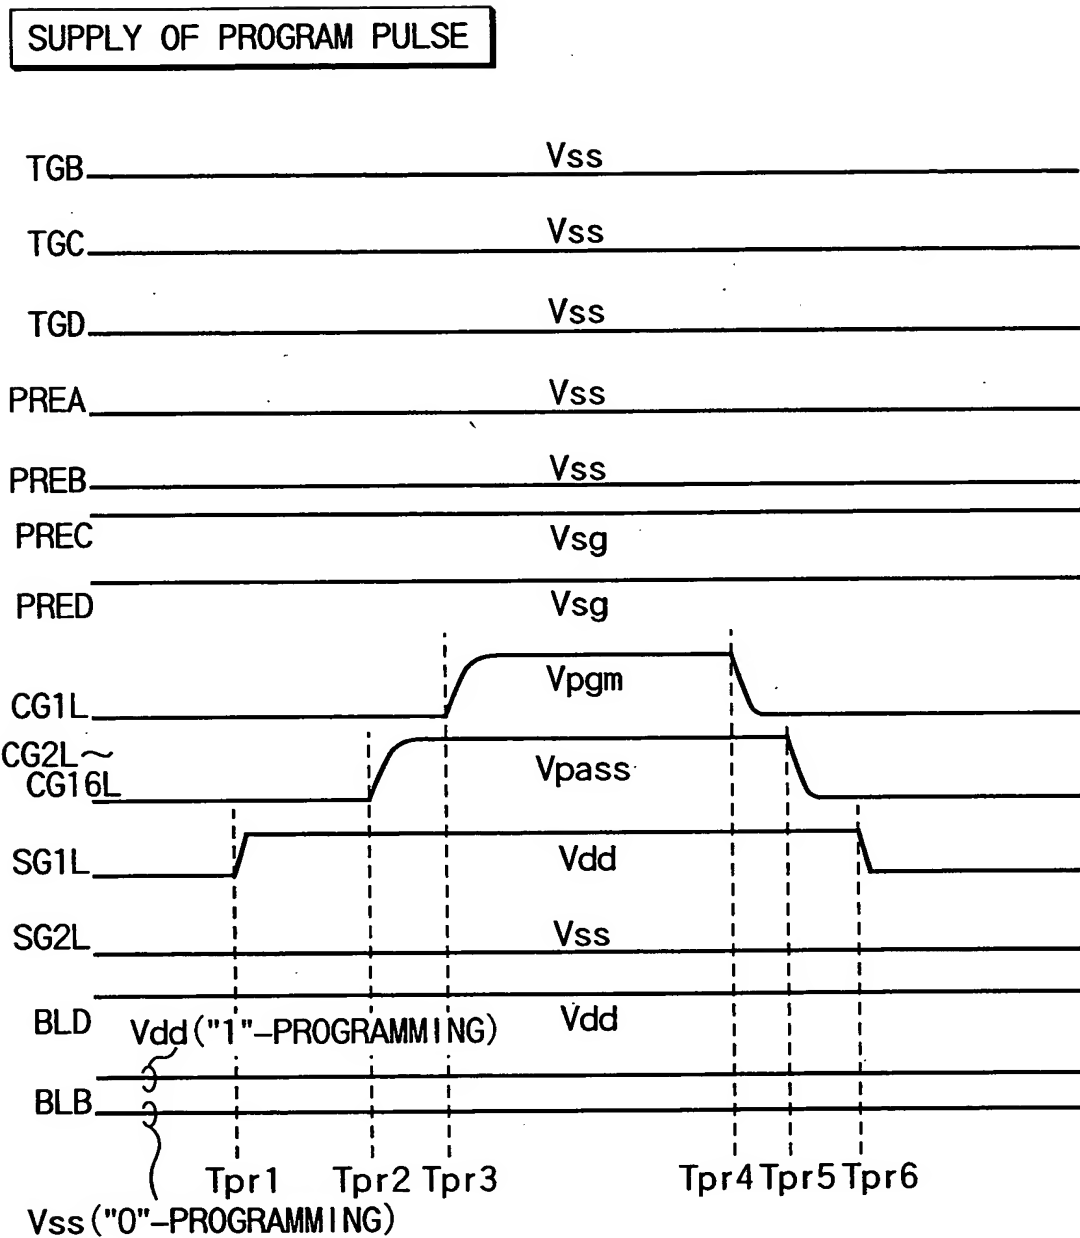 SUPPLY OF PROGRAM PULSE
TGB Vss
TGC Vss
TGD Vss
PREA Vss
PREB Vss
PREC Vsg
PRED Vsg
CG1L Vpgm
CG2L~
CG16L Vpass
SG1L Vdd
SG2L Vss
BLD Vdd
Vdd("1"-PROGRAMMING)
BLB
Tpr1 Tpr2 Tpr3 Tpr4 Tpr5 Tpr6
Vss("0"-PROGRAMMING)